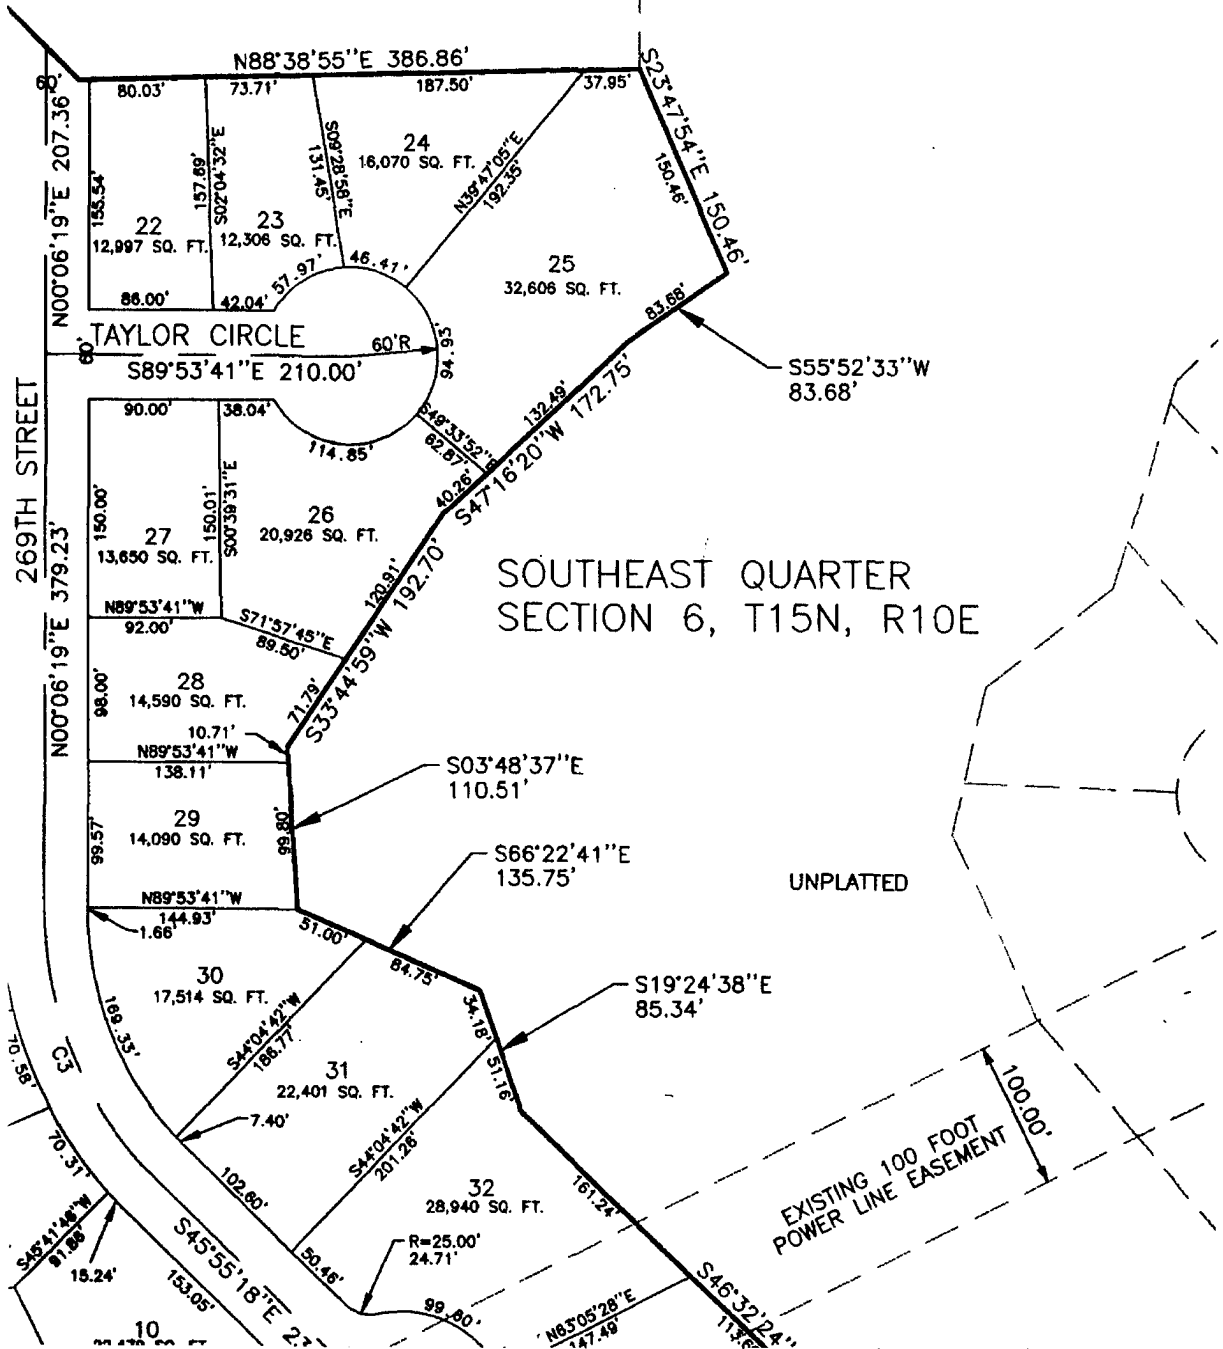 N88°38'55"E 386.86'
60'
80.03'
73.71'
187.50'
37.95'
S23°47'54"E 150.46'
150.46'
N00°06'19"E 207.36'
155.54'
157.69'
S02°04'32"E
S09°28'58"E
131.45'
24
16,070 SQ. FT.
N39°47'05"E
192.35'
22
12,997 SQ. FT.
23
12,306 SQ. FT.
25
32,606 SQ. FT.
57.97'
46.41'
83.68'
86.00'
42.04'
TAYLOR CIRCLE
60'
60'R
94.93'
S89°53'41"E 210.00'
S55°52'33"W
83.68'
269TH STREET
90.00'
38.04'
114.85'
S49°33'52"E
62.87'
132.49'
S47°16'20"W 172.75'
40.26'
150.00'
150.01'
S00°39'31"E
27
13,650 SQ. FT.
26
20,926 SQ. FT.
N00°06'19"E 379.23'
120.91'
S33°44'59"W 192.70'
SOUTHEAST QUARTER
SECTION 6, T15N, R10E
N89°53'41"W
92.00'
S71°57'45"E
89.50'
98.00'
28
14,590 SQ. FT.
71.79'
10.71'
N89°53'41"W
138.11'
S03°48'37"E
110.51'
29
14,090 SQ. FT.
99.57'
99.80'
S66°22'41"E
135.75'
UNPLATTED
N89°53'41"W
144.93'
1.66'
51.00'
84.75'
30
17,514 SQ. FT.
S19°24'38"E
85.34'
34.18'
51.16'
169.33'
S44°04'42"W
186.77'
C3
70.58'
31
22,401 SQ. FT.
7.40'
S44°04'42"W
201.26'
100.00'
EXISTING 100 FOOT
POWER LINE EASEMENT
70.31'
102.60'
32
28,940 SQ. FT.
161.24'
S45°41'46"W
91.86'
15.24'
153.05'
S45°55'18"E
50.46'
R=25.00'
24.71'
99.80'
N63°05'28"E
147.49'
S46°32'24"
10